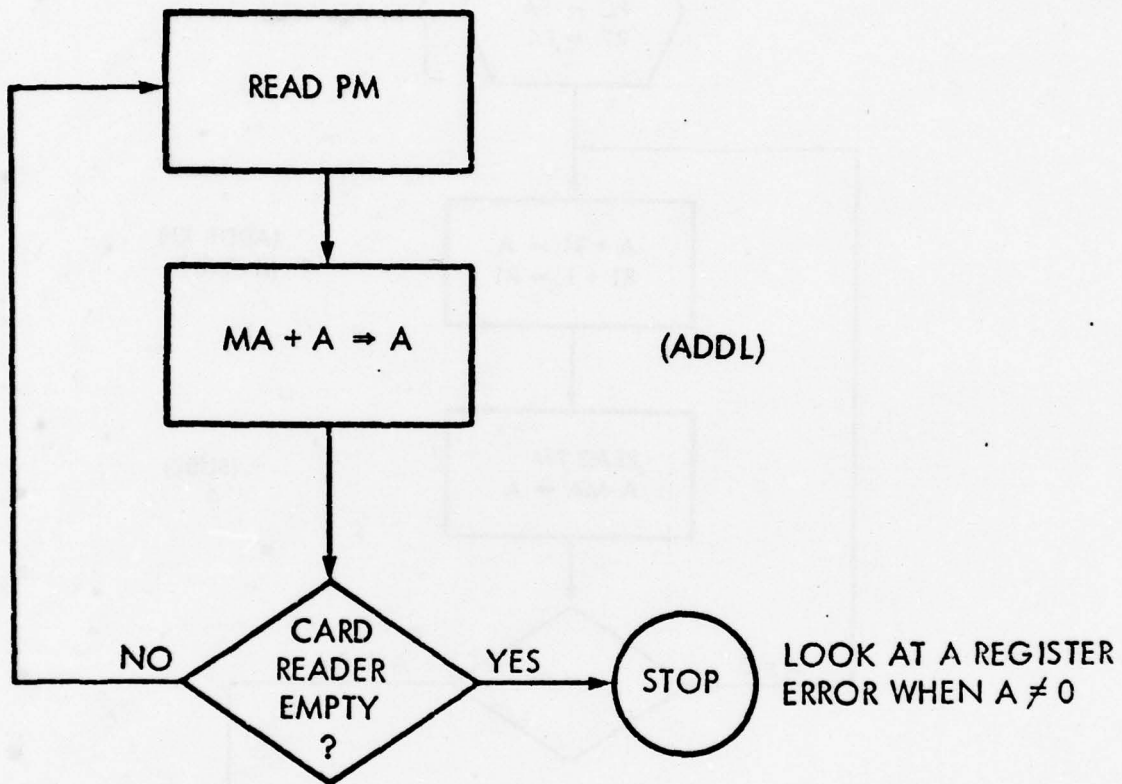 READ PM
MA + A ⇒ A
(ADDL)
CARD
READER
EMPTY
?
NO
YES
STOP
LOOK AT A REGISTER
ERROR WHEN A ≠ 0